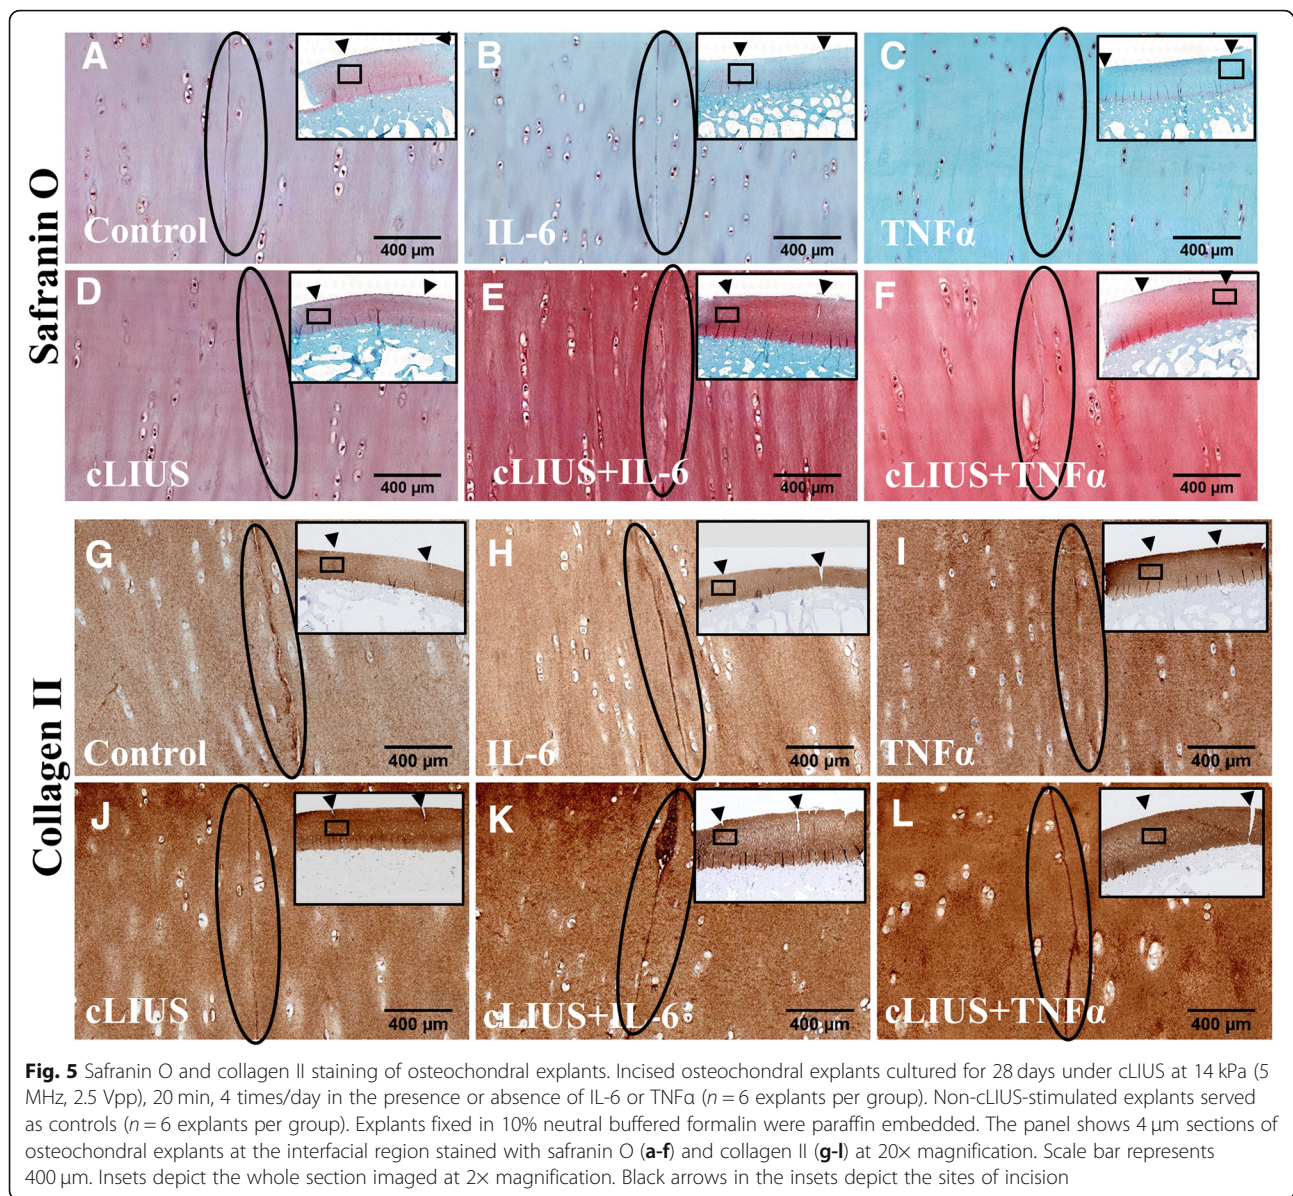 Safranin O
A
Control
400 µm
B
IL-6
400 µm
C
TNFα
400 µm
D
cLIUS
400 µm
E
cLIUS+IL-6
400 µm
F
cLIUS+TNFα
400 µm
Collagen II
G
Control
400 µm
H
IL-6
400 µm
I
TNFα
400 µm
J
cLIUS
400 µm
K
cLIUS+IL-6
400 µm
L
cLIUS+TNFα
400 µm
Fig. 5 Safranin O and collagen II staining of osteochondral explants. Incised osteochondral explants cultured for 28 days under cLIUS at 14 kPa (5
MHz, 2.5 Vpp), 20 min, 4 times/day in the presence or absence of IL-6 or TNFα (n = 6 explants per group). Non-cLIUS-stimulated explants served
as controls (n = 6 explants per group). Explants fixed in 10% neutral buffered formalin were paraffin embedded. The panel shows 4 µm sections of
osteochondral explants at the interfacial region stained with safranin O (a-f) and collagen II (g-l) at 20× magnification. Scale bar represents
400 µm. Insets depict the whole section imaged at 2× magnification. Black arrows in the insets depict the sites of incision